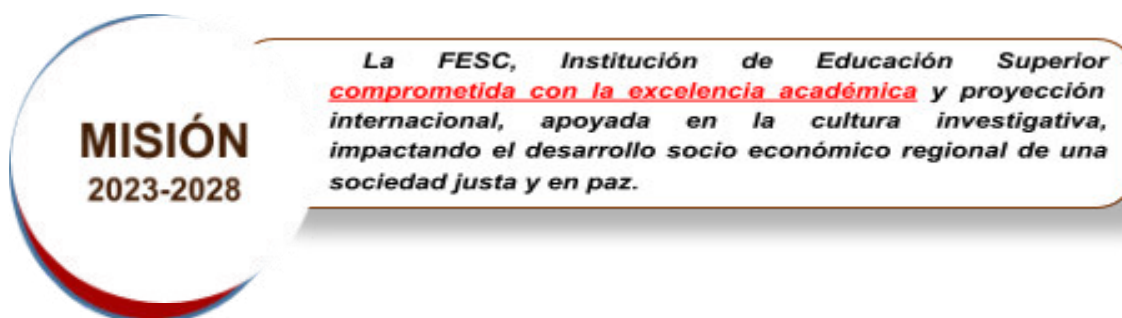 MISIÓN
2023-2028
La FESC, Institución de Educación Superior
comprometida con la excelencia académica y proyección
internacional, apoyada en la cultura investigativa,
impactando el desarrollo socio económico regional de una
sociedad justa y en paz.